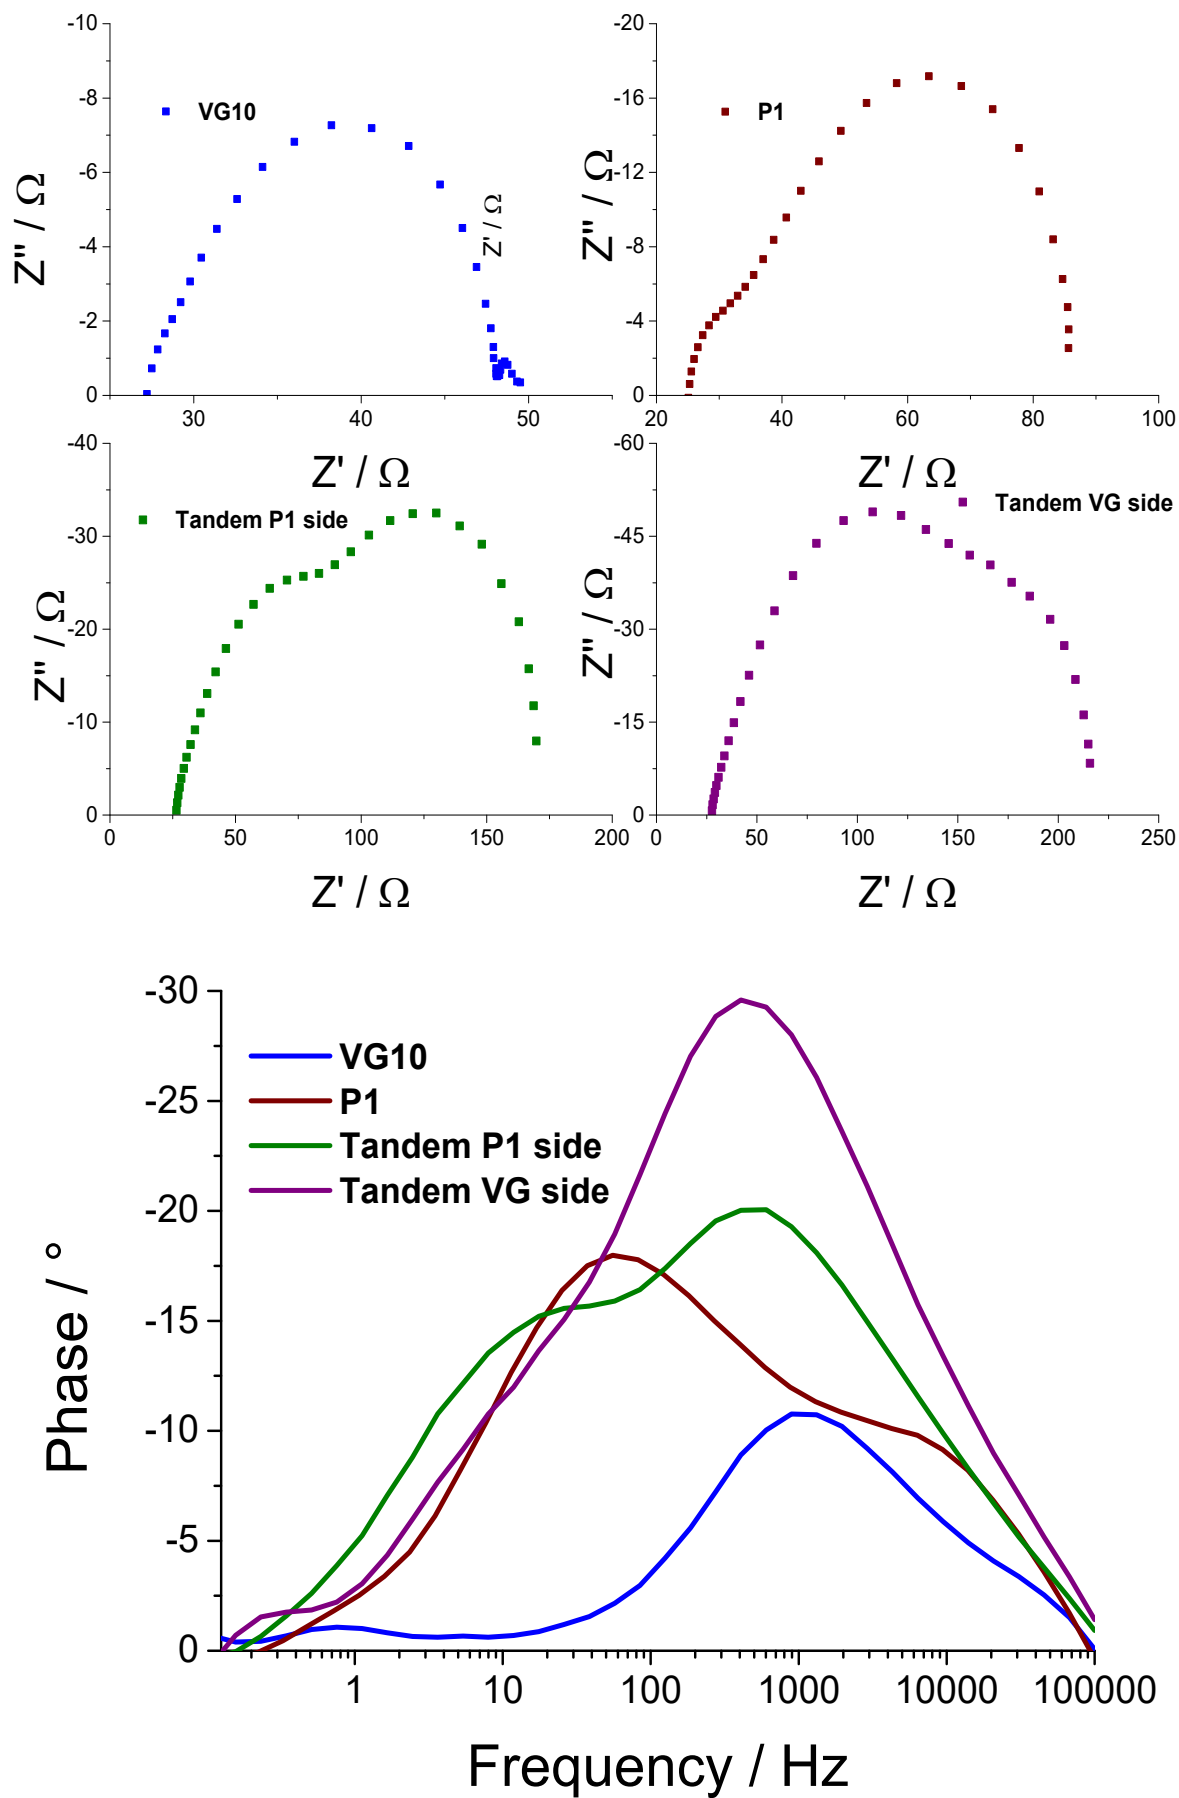 -10
-8
-6
-4
-2
0
30
40
50
VG10
Z'' / Ω
Z' / Ω
Z' / Ω
-20
-16
-12
-8
-4
0
20
40
60
80
100
P1
Z'' / Ω
Z' / Ω
-40
-30
-20
-10
0
0
50
100
150
200
Tandem P1 side
Z'' / Ω
Z' / Ω
-60
-45
-30
-15
0
0
50
100
150
200
250
Tandem VG side
Z'' / Ω
Z' / Ω
-30
-25
-20
-15
-10
-5
0
Phase / °
VG10
P1
Tandem P1 side
Tandem VG side
1
10
100
1000
10000
100000
Frequency / Hz